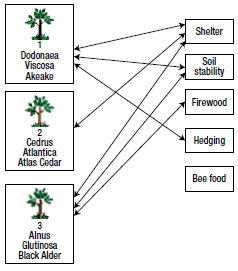 1
Dodonaea
Viscosa
Akeake
2
Cedrus
Atlantica
Atlas Cedar
3
Alnus
Glutinosa
Black Alder
Shelter
Soil
stability
Firewood
Hedging
Bee food